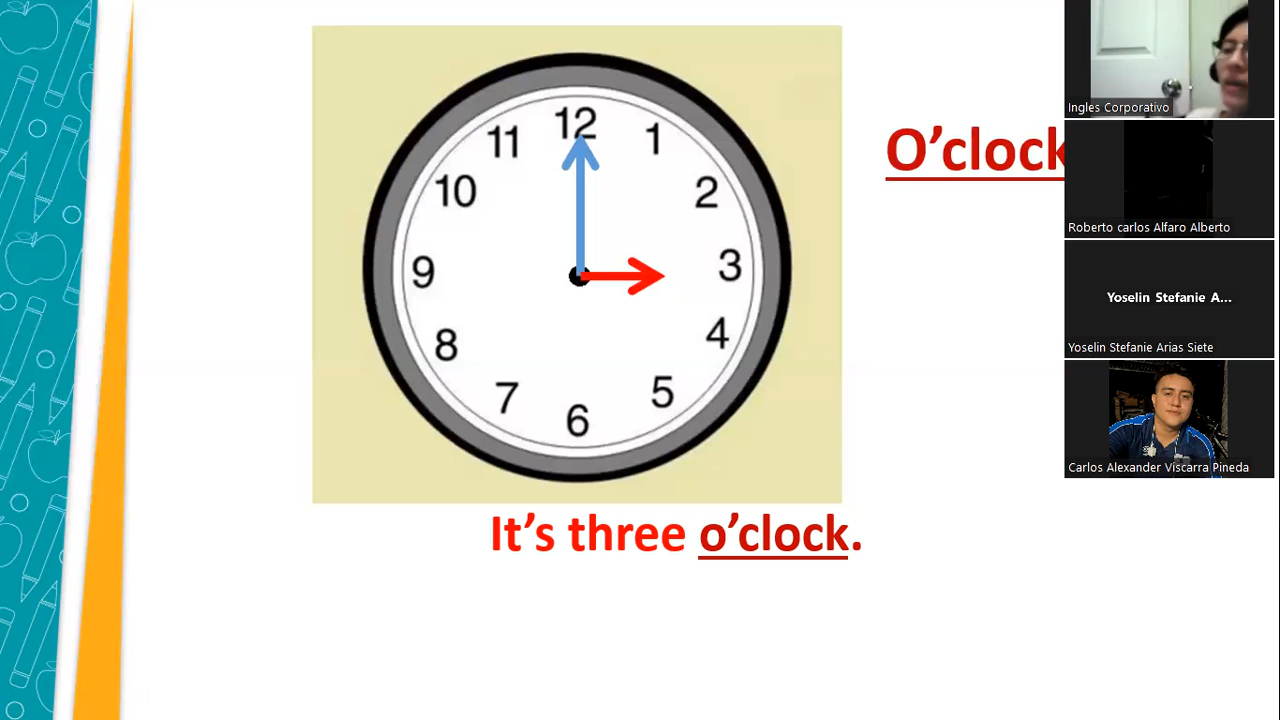 12
11
1
10
2
9
3
8
4
7
5
6
O’clock
It’s three o’clock.
Ingles Corporativo
Roberto carlos Alfaro Alberto
Yoselin Stefanie A...
Yoselin Stefanie Arias Siete
Carlos Alexander Viscarra Pineda